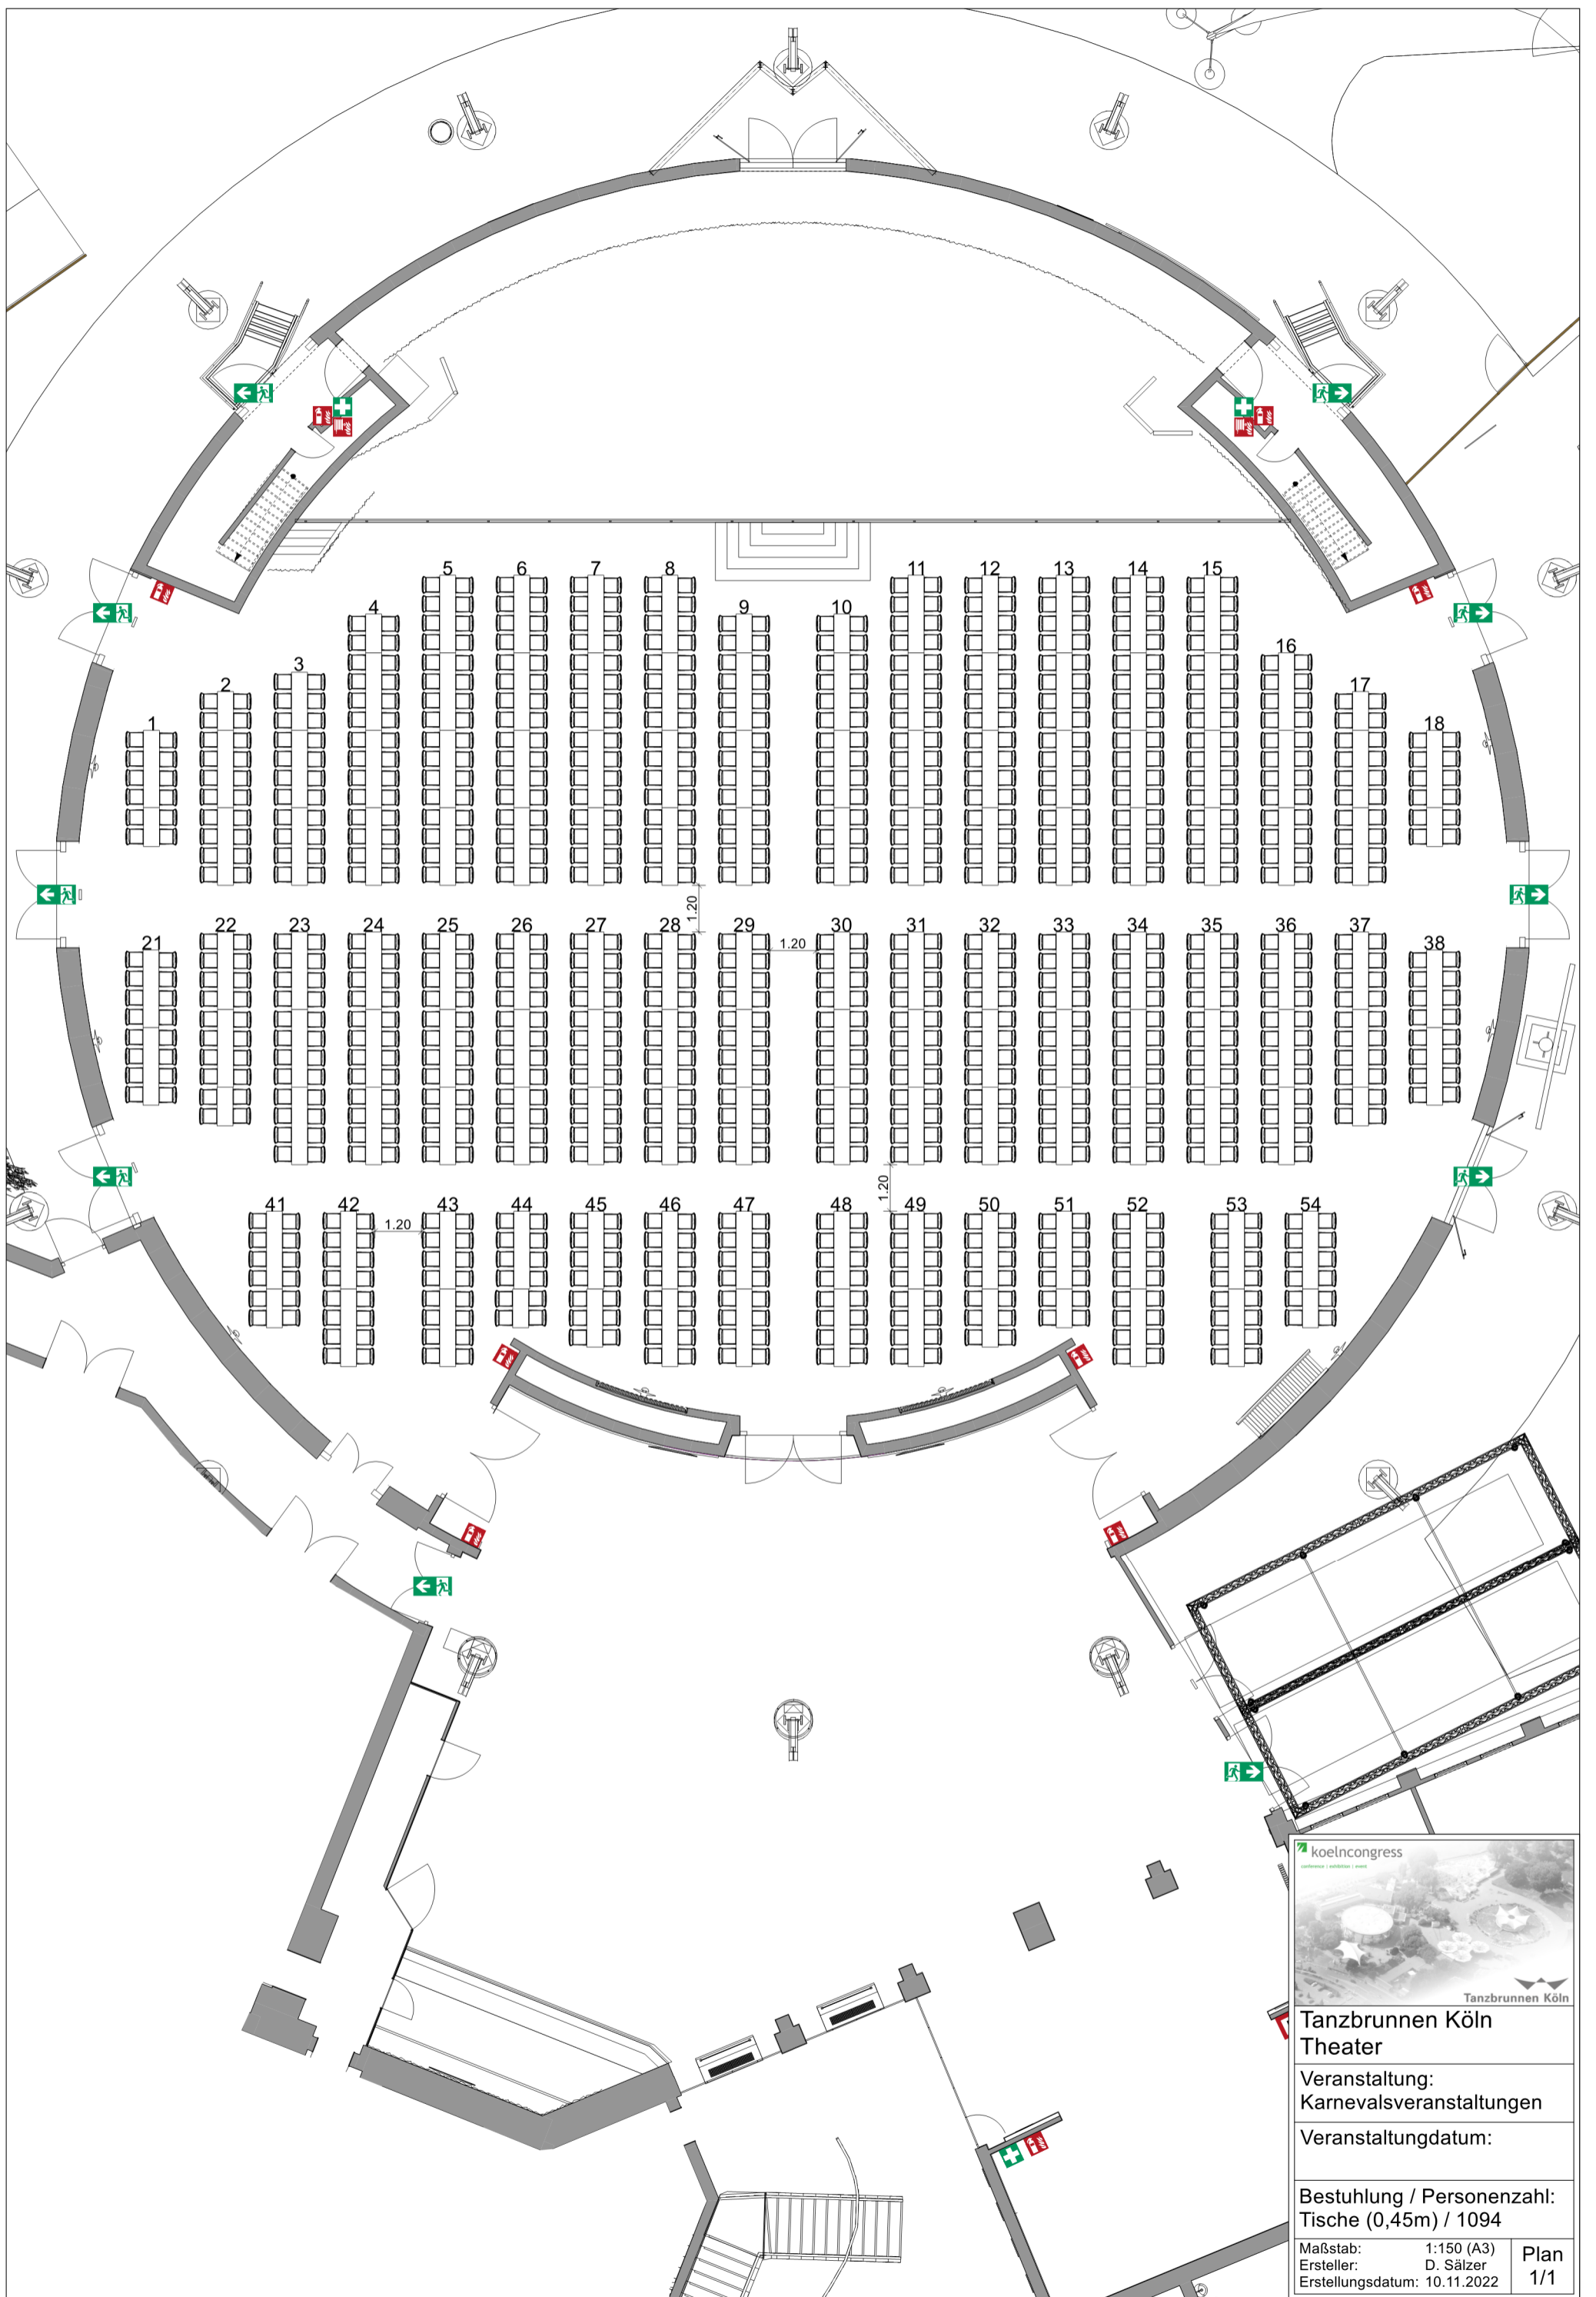 5 6 7 8 11 12 13 14 15
4 9 10
16
3
2 17
1 18
1.20
22 23 24 25 26 27 28 29 30 31 32 33 34 35 36 37
1.20
21 38
1.20
41 42 43 44 45 46 47 48 49 50 51 52 53 54
1.20
koelncongress
conference | exhibition | event
Tanzbrunnen Köln
Tanzbrunnen Köln
Theater
Veranstaltung:
Karnevalsveranstaltungen
Veranstaltungdatum:
Bestuhlung / Personenzahl:
Tische (0,45m) / 1094
Maßstab: 1:150 (A3)
Ersteller: D. Sälzer
Erstellungsdatum: 10.11.2022
Plan
1/1